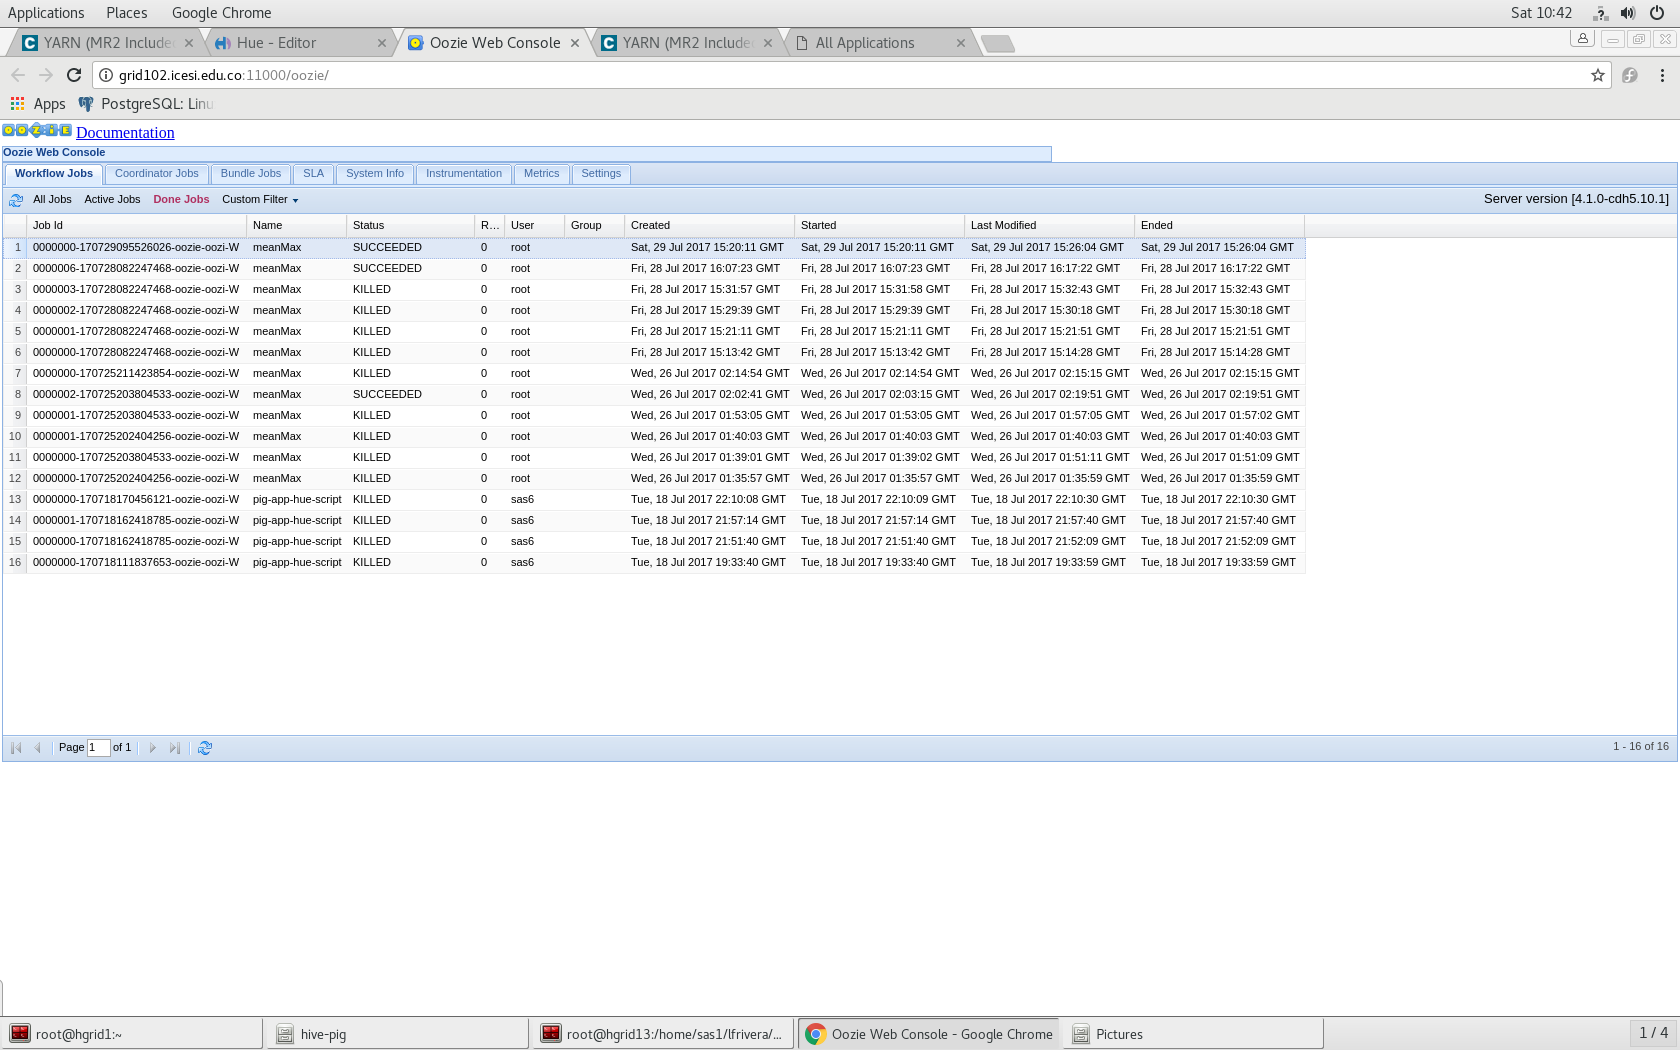 Applications Places Google Chrome Sat 10:42
YARN (MR2 Include Hue - Editor Oozie Web Console YARN (MR2 Include All Applications
grid102.icesi.edu.co:11000/oozie/
Apps PostgreSQL: Linu
OOZIE Documentation
Oozie Web Console
Workflow Jobs Coordinator Jobs Bundle Jobs SLA System Info Instrumentation Metrics Settings
All Jobs Active Jobs Done Jobs Custom Filter Server version [4.1.0-cdh5.10.1]
Job Id Name Status R... User Group Created Started Last Modified Ended
1 0000000-170729095526026-oozie-oozi-W meanMax SUCCEEDED 0 root Sat, 29 Jul 2017 15:20:11 GMT Sat, 29 Jul 2017 15:20:11 GMT Sat, 29 Jul 2017 15:26:04 GMT Sat, 29 Jul 2017 15:26:04 GMT
2 0000006-170728082247468-oozie-oozi-W meanMax SUCCEEDED 0 root Fri, 28 Jul 2017 16:07:23 GMT Fri, 28 Jul 2017 16:07:23 GMT Fri, 28 Jul 2017 16:17:22 GMT Fri, 28 Jul 2017 16:17:22 GMT
3 0000003-170728082247468-oozie-oozi-W meanMax KILLED 0 root Fri, 28 Jul 2017 15:31:57 GMT Fri, 28 Jul 2017 15:31:58 GMT Fri, 28 Jul 2017 15:32:43 GMT Fri, 28 Jul 2017 15:32:43 GMT
4 0000002-170728082247468-oozie-oozi-W meanMax KILLED 0 root Fri, 28 Jul 2017 15:29:39 GMT Fri, 28 Jul 2017 15:29:39 GMT Fri, 28 Jul 2017 15:30:18 GMT Fri, 28 Jul 2017 15:30:18 GMT
5 0000001-170728082247468-oozie-oozi-W meanMax KILLED 0 root Fri, 28 Jul 2017 15:21:11 GMT Fri, 28 Jul 2017 15:21:11 GMT Fri, 28 Jul 2017 15:21:51 GMT Fri, 28 Jul 2017 15:21:51 GMT
6 0000000-170728082247468-oozie-oozi-W meanMax KILLED 0 root Fri, 28 Jul 2017 15:13:42 GMT Fri, 28 Jul 2017 15:13:42 GMT Fri, 28 Jul 2017 15:14:28 GMT Fri, 28 Jul 2017 15:14:28 GMT
7 0000000-170725211423854-oozie-oozi-W meanMax KILLED 0 root Wed, 26 Jul 2017 02:14:54 GMT Wed, 26 Jul 2017 02:14:54 GMT Wed, 26 Jul 2017 02:15:15 GMT Wed, 26 Jul 2017 02:15:15 GMT
8 0000002-170725203804533-oozie-oozi-W meanMax SUCCEEDED 0 root Wed, 26 Jul 2017 02:02:41 GMT Wed, 26 Jul 2017 02:03:15 GMT Wed, 26 Jul 2017 02:19:51 GMT Wed, 26 Jul 2017 02:19:51 GMT
9 0000001-170725203804533-oozie-oozi-W meanMax KILLED 0 root Wed, 26 Jul 2017 01:53:05 GMT Wed, 26 Jul 2017 01:53:05 GMT Wed, 26 Jul 2017 01:57:05 GMT Wed, 26 Jul 2017 01:57:02 GMT
10 0000001-170725202404256-oozie-oozi-W meanMax KILLED 0 root Wed, 26 Jul 2017 01:40:03 GMT Wed, 26 Jul 2017 01:40:03 GMT Wed, 26 Jul 2017 01:40:03 GMT Wed, 26 Jul 2017 01:40:03 GMT
11 0000000-170725203804533-oozie-oozi-W meanMax KILLED 0 root Wed, 26 Jul 2017 01:39:01 GMT Wed, 26 Jul 2017 01:39:02 GMT Wed, 26 Jul 2017 01:51:11 GMT Wed, 26 Jul 2017 01:51:09 GMT
12 0000000-170725202404256-oozie-oozi-W meanMax KILLED 0 root Wed, 26 Jul 2017 01:35:57 GMT Wed, 26 Jul 2017 01:35:57 GMT Wed, 26 Jul 2017 01:35:59 GMT Wed, 26 Jul 2017 01:35:59 GMT
13 0000000-170718170456121-oozie-oozi-W pig-app-hue-script KILLED 0 sas6 Tue, 18 Jul 2017 22:10:08 GMT Tue, 18 Jul 2017 22:10:09 GMT Tue, 18 Jul 2017 22:10:30 GMT Tue, 18 Jul 2017 22:10:30 GMT
14 0000001-170718162418785-oozie-oozi-W pig-app-hue-script KILLED 0 sas6 Tue, 18 Jul 2017 21:57:14 GMT Tue, 18 Jul 2017 21:57:14 GMT Tue, 18 Jul 2017 21:57:40 GMT Tue, 18 Jul 2017 21:57:40 GMT
15 0000000-170718162418785-oozie-oozi-W pig-app-hue-script KILLED 0 sas6 Tue, 18 Jul 2017 21:51:40 GMT Tue, 18 Jul 2017 21:51:40 GMT Tue, 18 Jul 2017 21:52:09 GMT Tue, 18 Jul 2017 21:52:09 GMT
16 0000000-170718111837653-oozie-oozi-W pig-app-hue-script KILLED 0 sas6 Tue, 18 Jul 2017 19:33:40 GMT Tue, 18 Jul 2017 19:33:40 GMT Tue, 18 Jul 2017 19:33:59 GMT Tue, 18 Jul 2017 19:33:59 GMT
Page 1 of 1 1 - 16 of 16
root@hgrid1:~ hive-pig root@hgrid13:/home/sas1/lfrivera/... Oozie Web Console - Google Chrome Pictures 1 / 4